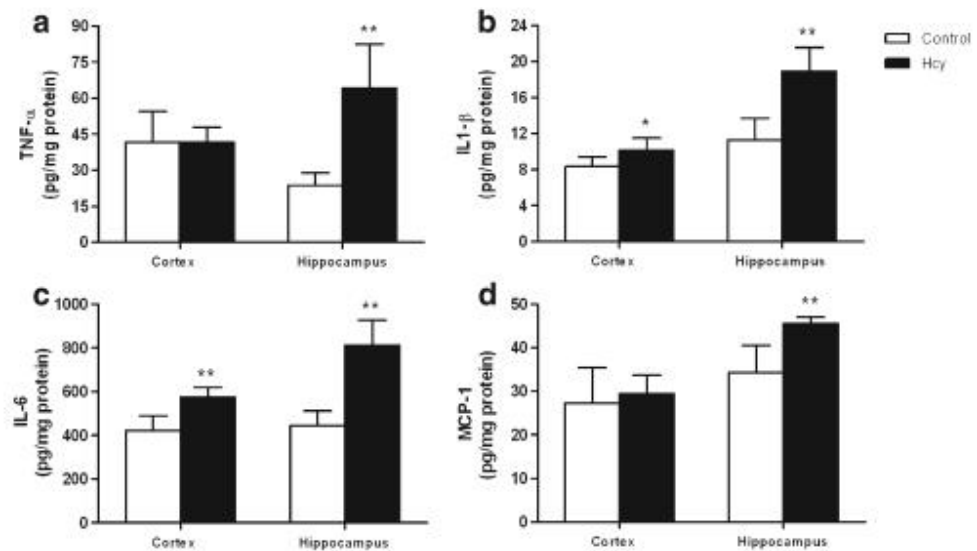 a
TNF-α
(pg/mg protein)
90
75
60
45
30
15
0
**
Cortex
Hippocampus
b
IL1-β
(pg/mg protein)
24
20
16
12
8
4
0
*
**
Cortex
Hippocampus
Control
Hcy
c
IL-6
(pg/mg protein)
1000
800
600
400
200
0
**
**
Cortex
Hippocampus
d
MCP-1
(pg/mg protein)
50
40
30
20
10
0
**
Cortex
Hippocampus